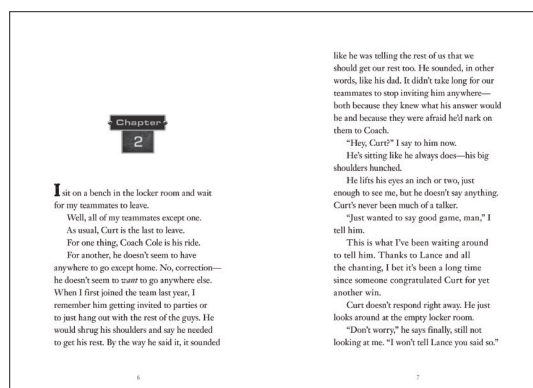 Chapter
2
I sit on a bench in the locker room and wait
for my teammates to leave.
Well, all of my teammates except one.
As usual, Curt is the last to leave.
For one thing, Coach Cole is his ride.
For another, he doesn't seem to have
anywhere to go except home. No, correction—
he doesn't seem to want to go anywhere else.
When I first joined the team last year, I
remember him getting invited to parties or
to just hang out with the rest of the guys. He
would shrug his shoulders and say he needed
to get his rest. By the way he said it, it sounded
6
like he was telling the rest of us that we
should get our rest too. He sounded, in other
words, like his dad. It didn't take long for our
teammates to stop inviting him anywhere—
both because they knew what his answer would
be and because they were afraid he'd nark on
them to Coach.
"Hey, Curt?" I say to him now.
He's sitting like he always does—his big
shoulders hunched.
He lifts his eyes an inch or two, just
enough to see me, but he doesn't say anything.
Curt's never been much of a talker.
"Just wanted to say good game, man," I
tell him.
This is what I've been waiting around
to tell him. Thanks to Lance and all
the chanting, I bet it's been a long time
since someone congratulated Curt for yet
another win.
Curt doesn't respond right away. He just
looks around at the empty locker room.
"Don't worry," he says finally, still not
looking at me. "I won't tell Lance you said so."
7